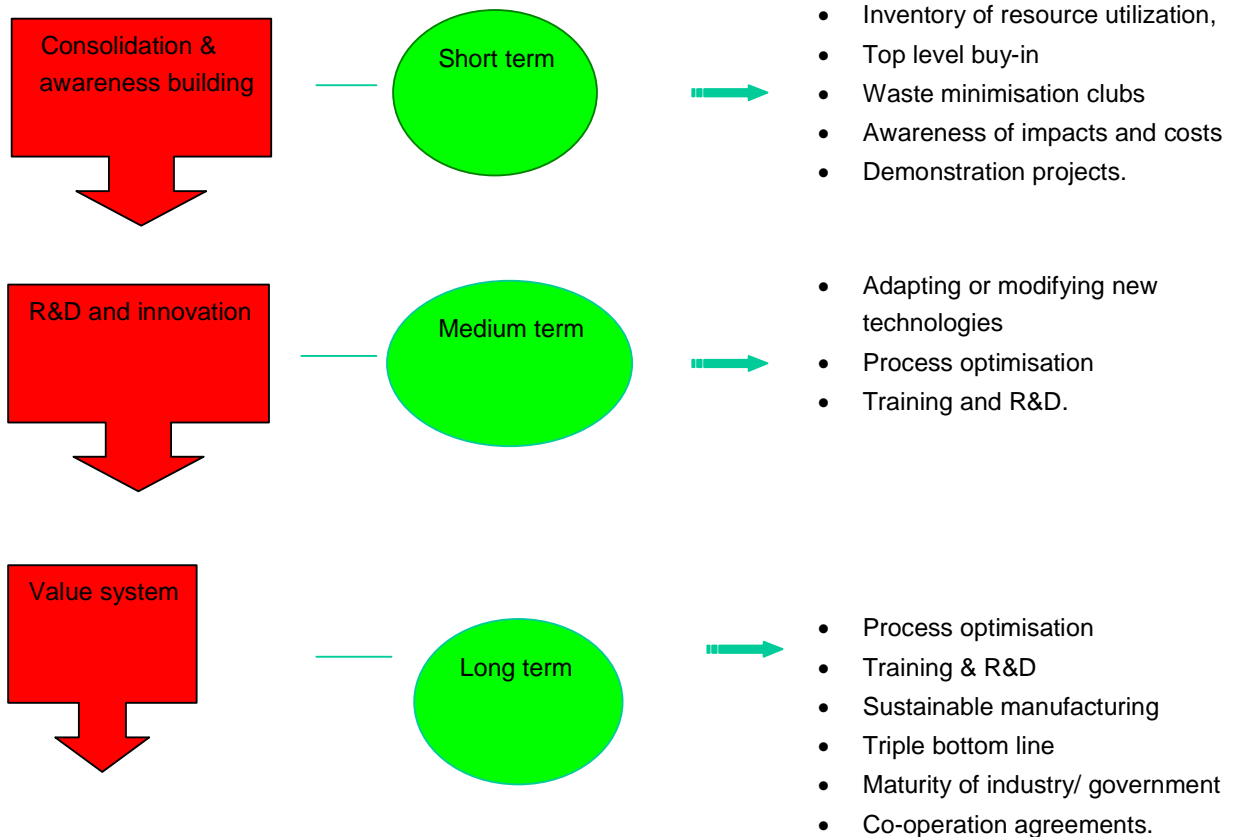 Consolidation &
awareness building
Short term
• Inventory of resource utilization,
• Top level buy-in
• Waste minimisation clubs
• Awareness of impacts and costs
• Demonstration projects.
R&D and innovation
Medium term
• Adapting or modifying new
technologies
• Process optimisation
• Training and R&D.
Value system
Long term
• Process optimisation
• Training & R&D
• Sustainable manufacturing
• Triple bottom line
• Maturity of industry/ government
• Co-operation agreements.